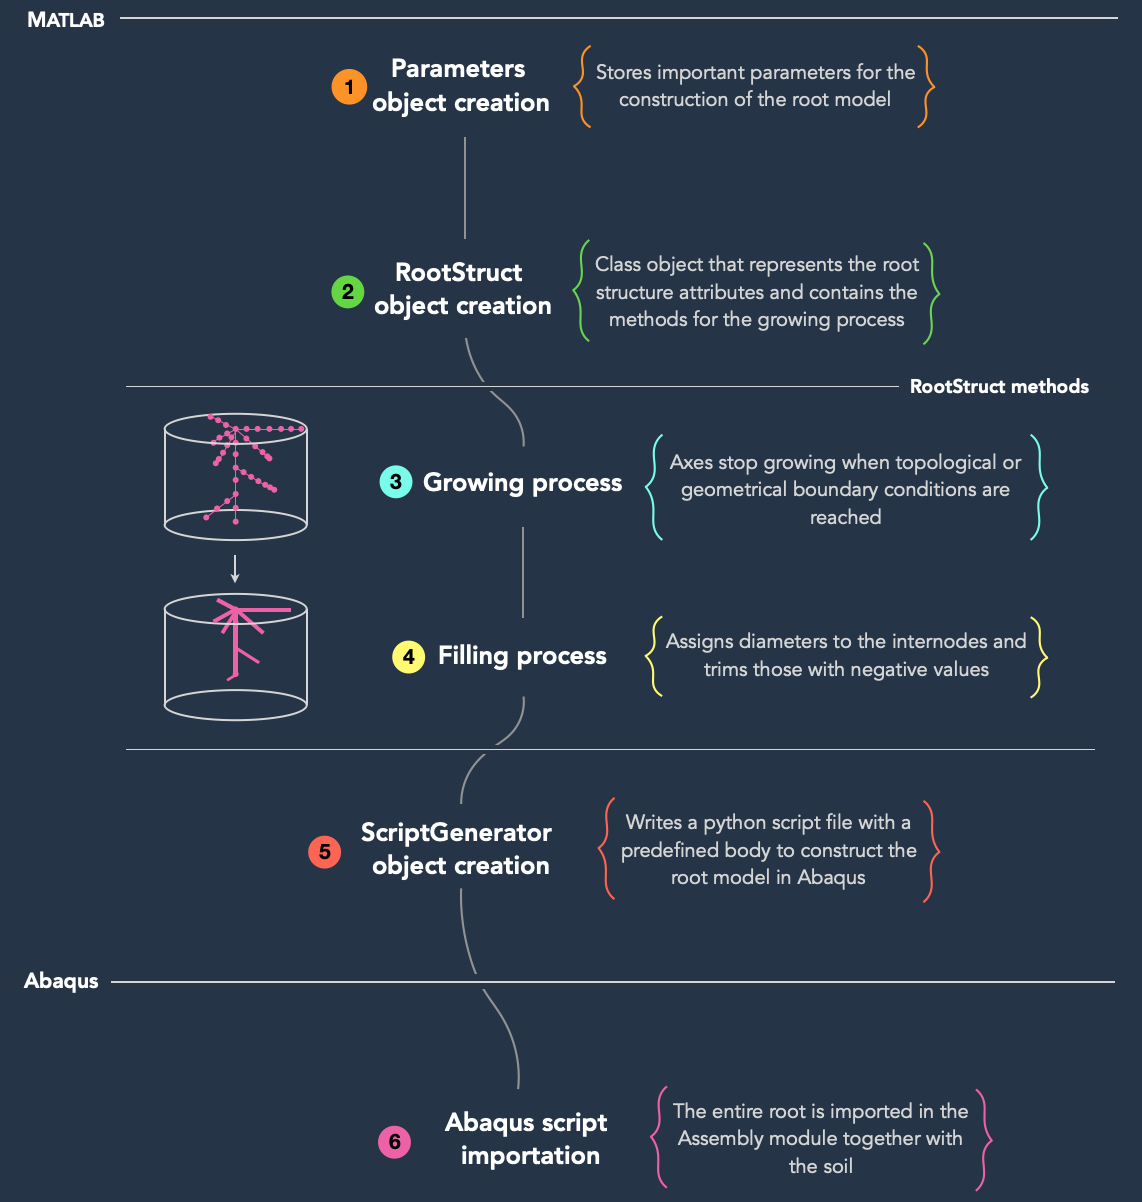 MATLAB
1
Parameters
object creation
Stores important parameters for the
construction of the root model
2
RootStruct
object creation
Class object that represents the root
structure attributes and contains the
methods for the growing process
RootStruct methods
3
Growing process
Axes stop growing when topological or
geometrical boundary conditions are
reached
4
Filling process
Assigns diameters to the internodes and
trims those with negative values
5
ScriptGenerator
object creation
Writes a python script file with a
predefined body to construct the
root model in Abaqus
Abaqus
6
Abaqus script
importation
The entire root is imported in the
Assembly module together with
the soil